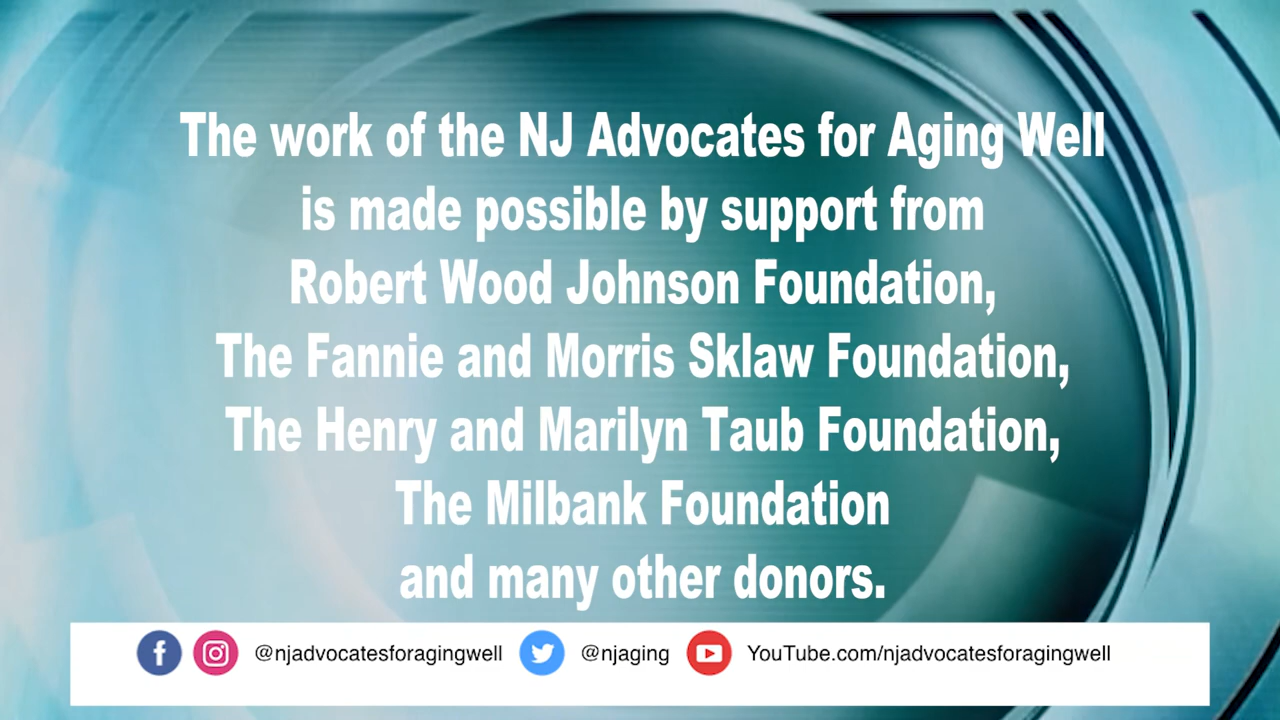 The work of the NJ Advocates for Aging Well
is made possible by support from
Robert Wood Johnson Foundation,
The Fannie and Morris Sklaw Foundation,
The Henry and Marilyn Taub Foundation,
The Milbank Foundation
and many other donors.
@njadvocatesforagingwell @njaging YouTube.com/njadvocatesforagingwell